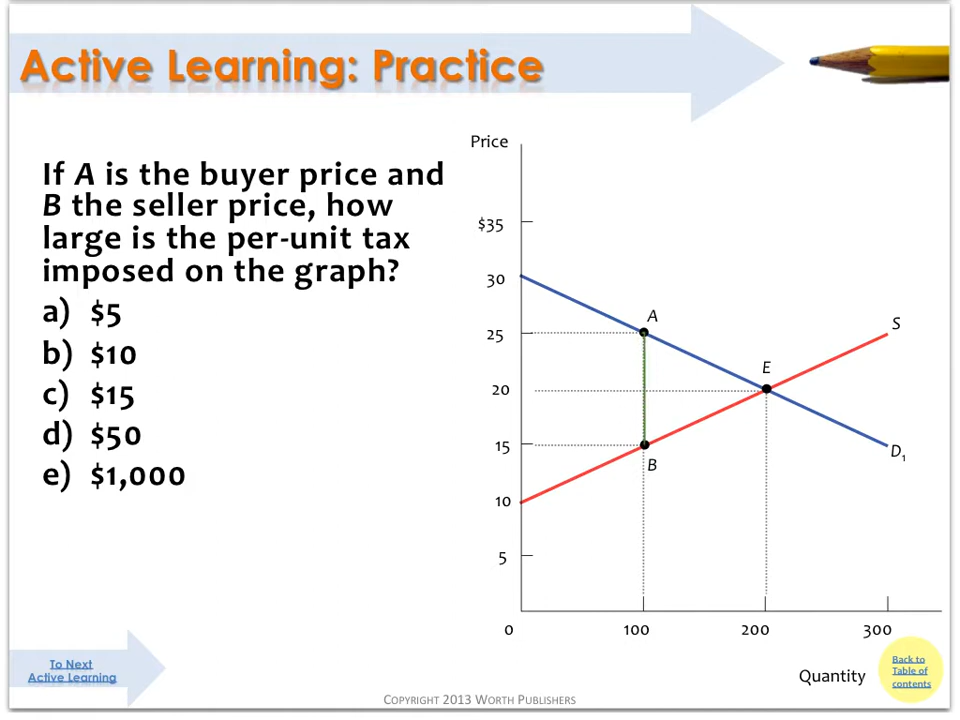 Active Learning: Practice
If A is the buyer price and
B the seller price, how
large is the per-unit tax
imposed on the graph?
a) $5
b) $10
c) $15
d) $50
e) $1,000
Price
$35
30
25
20
15
10
5
0
100
200
300
A
B
E
S
D₁
Quantity
To Next
Active Learning
Back to
Table of
contents
COPYRIGHT 2013 WORTH PUBLISHERS